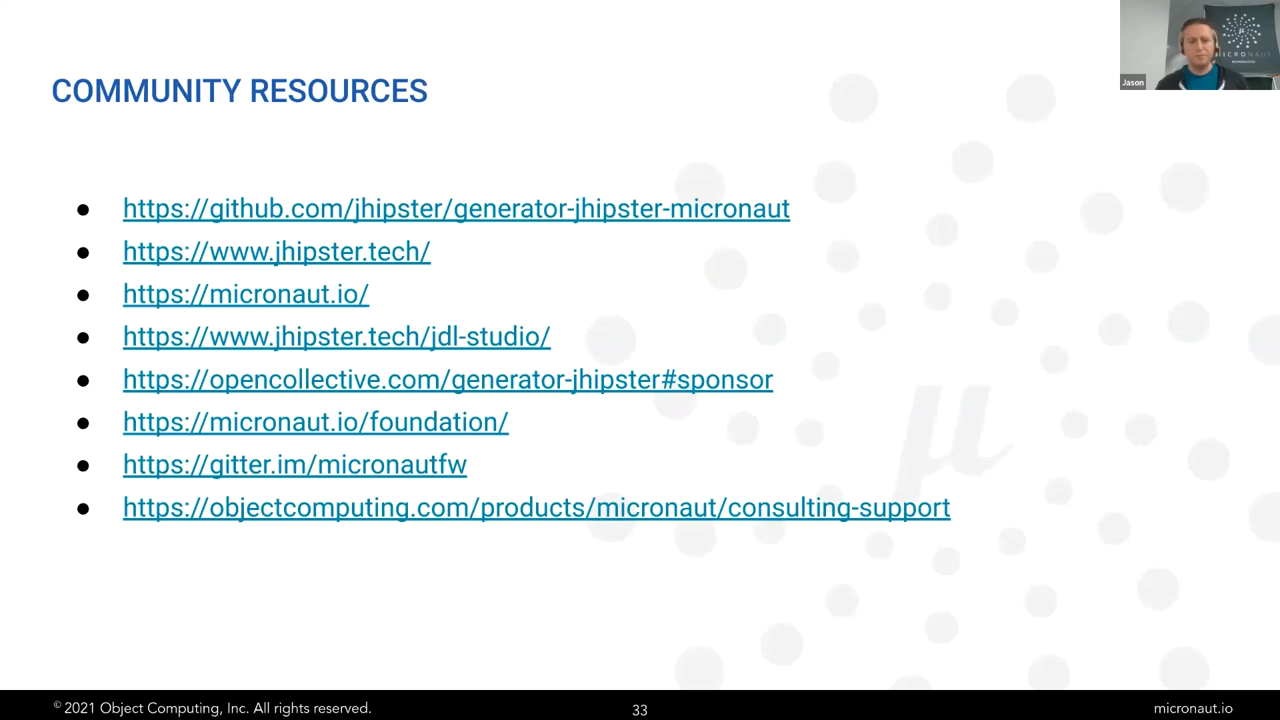 COMMUNITY RESOURCES
● https://github.com/jhipster/generator-jhipster-micronaut
● https://www.jhipster.tech/
● https://micronaut.io/
● https://www.jhipster.tech/jdl-studio/
● https://opencollective.com/generator-jhipster#sponsor
● https://micronaut.io/foundation/
● https://gitter.im/micronautfw
● https://objectcomputing.com/products/micronaut/consulting-support
µ
Jason
© 2021 Object Computing, Inc. All rights reserved.
33
micronaut.io